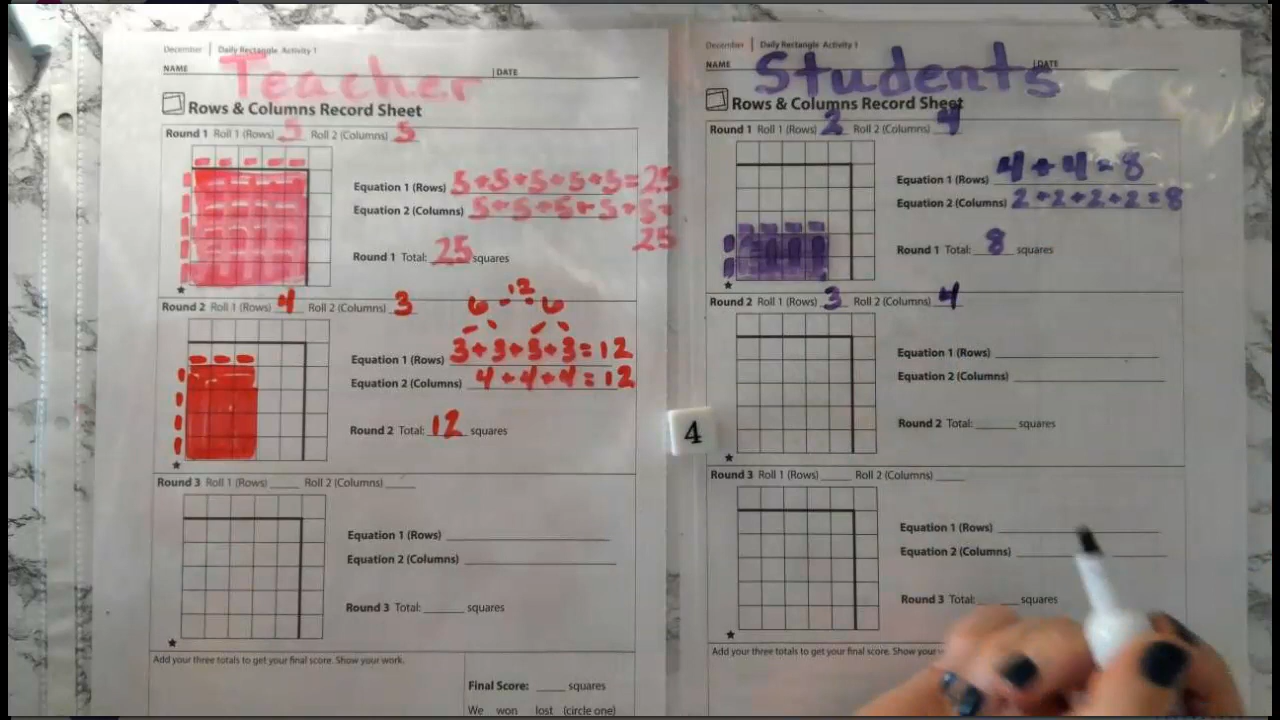 December | Daily Rectangle Activity 1
Teacher
NAME | DATE
Rows & Columns Record Sheet
Round 1 Roll 1 (Rows) 5 Roll 2 (Columns) 5
Equation 1 (Rows) 5+5+5+5+5=25
Equation 2 (Columns) 5+5+5+5+5=
25
Round 1 Total: 25 squares
Round 2 Roll 1 (Rows) 4 Roll 2 (Columns) 3
12
6 6
Equation 1 (Rows) 3+3+3+3=12
Equation 2 (Columns) 4+4+4=12
Round 2 Total: 12 squares
Round 3 Roll 1 (Rows) Roll 2 (Columns)
Equation 1 (Rows)
Equation 2 (Columns)
Round 3 Total: squares
Add your three totals to get your final score. Show your work.
Final Score: squares
We won lost (circle one)
4
December | Daily Rectangle Activity 1
Students
NAME | DATE
Rows & Columns Record Sheet
Round 1 Roll 1 (Rows) 2 Roll 2 (Columns) 4
Equation 1 (Rows) 4+4=8
Equation 2 (Columns) 2+2+2+2=8
Round 1 Total: 8 squares
Round 2 Roll 1 (Rows) 3 Roll 2 (Columns) 4
Equation 1 (Rows)
Equation 2 (Columns)
Round 2 Total: squares
Round 3 Roll 1 (Rows) Roll 2 (Columns)
Equation 1 (Rows)
Equation 2 (Columns)
Round 3 Total: squares
Add your three totals to get your final score. Show your